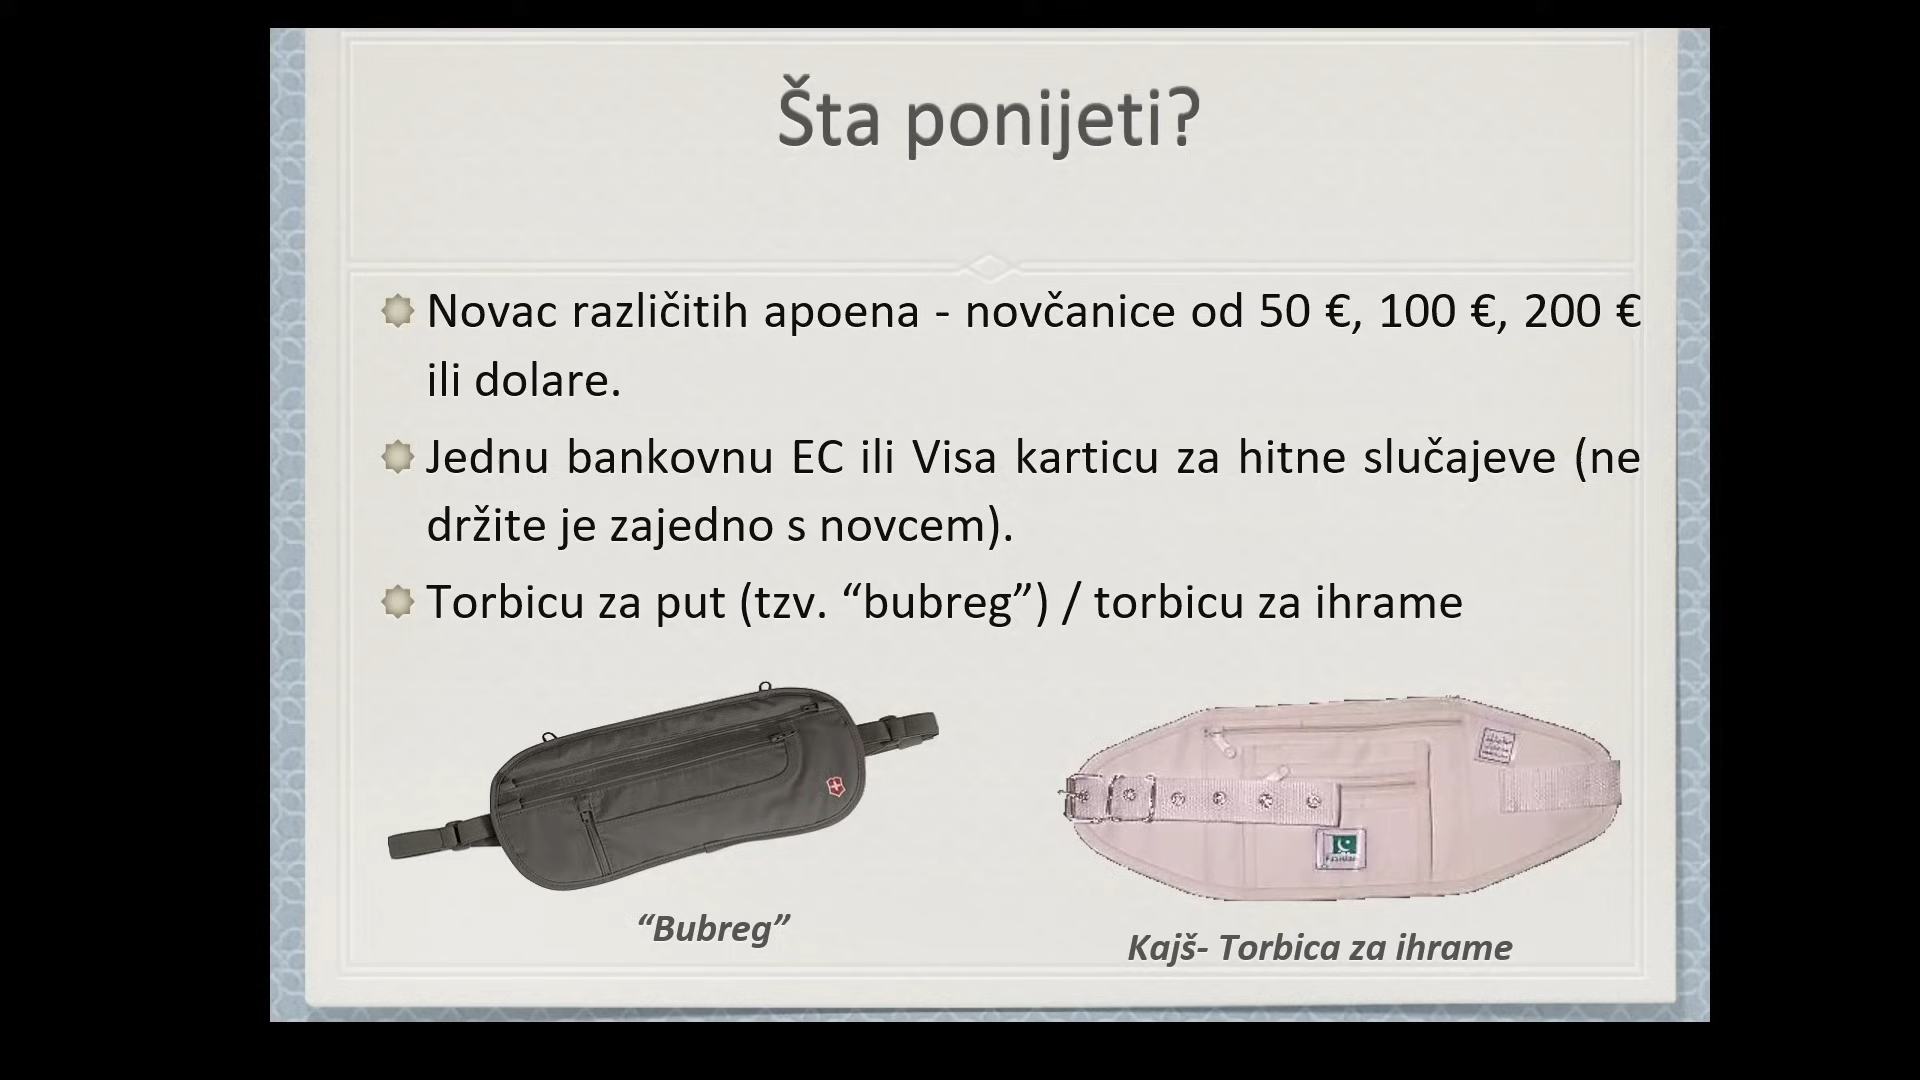 Šta ponijeti?
Novac različitih apoena - novčanice od 50 €, 100 €, 200 €
ili dolare.
Jednu bankovnu EC ili Visa karticu za hitne slučajeve (ne
držite je zajedno s novcem).
Torbicu za put (tzv. “bubreg”) / torbicu za ihrame
“Bubreg”
Kajš- Torbica za ihrame